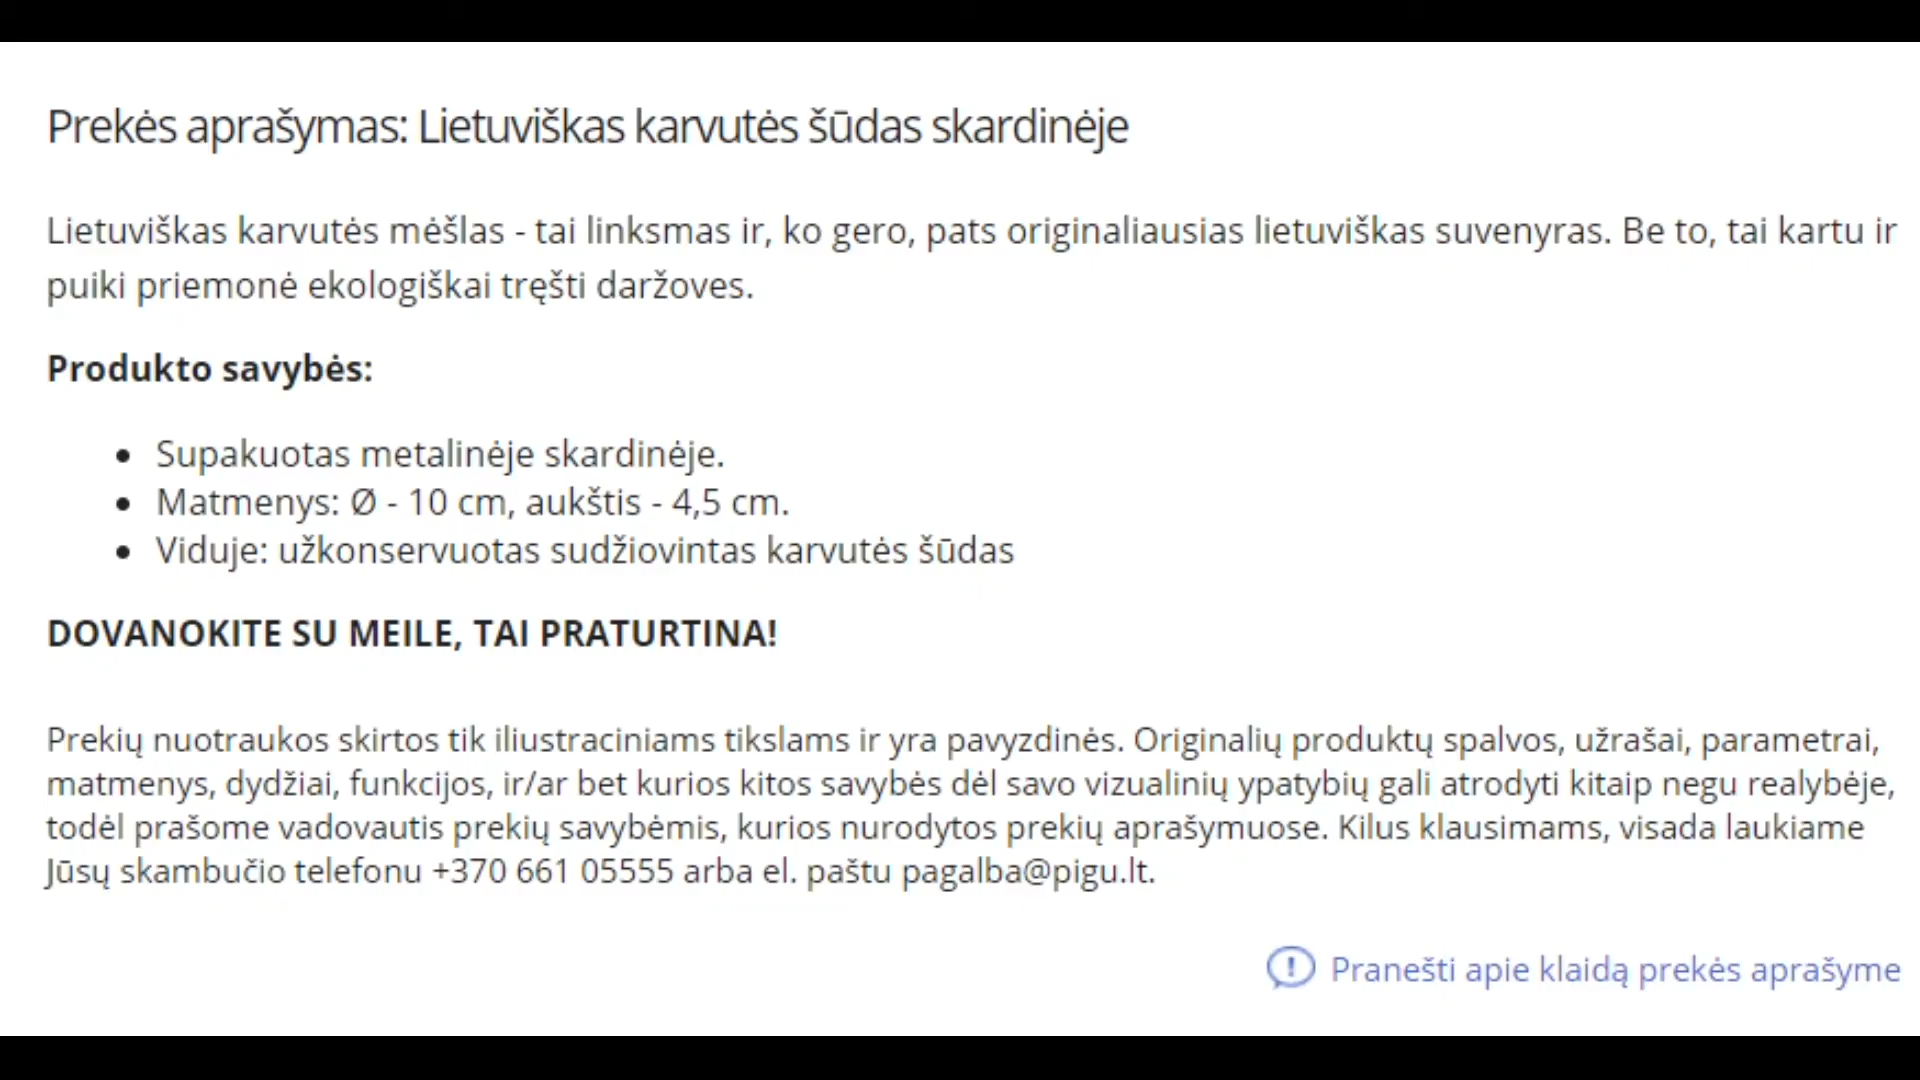 Prekės aprašymas: Lietuviškas karvutės šūdas skardinėje
Lietuviškas karvutės mėšlas - tai linksmas ir, ko gero, pats originaliausias lietuviškas suvenyras. Be to, tai kartu ir
puiki priemonė ekologiškai tręšti daržoves.
Produkto savybės:
• Supakuotas metalinėje skardinėje.
• Matmenys: Ø - 10 cm, aukštis - 4,5 cm.
• Viduje: užkonservuotas sudžiovintas karvutės šūdas
DOVANOKITE SU MEILE, TAI PRATURTINA!
Prekių nuotraukos skirtos tik iliustraciniams tikslams ir yra pavyzdinės. Originalių produktų spalvos, užrašai, parametrai,
matmenys, dydžiai, funkcijos, ir/ar bet kurios kitos savybės dėl savo vizualinių ypatybių gali atrodyti kitaip negu realybėje,
todėl prašome vadovautis prekių savybėmis, kurios nurodytos prekių aprašymuose. Kilus klausimams, visada laukiame
Jūsų skambučio telefonu +370 661 05555 arba el. paštu pagalba@pigu.lt.
Pranešti apie klaidą prekės aprašyme